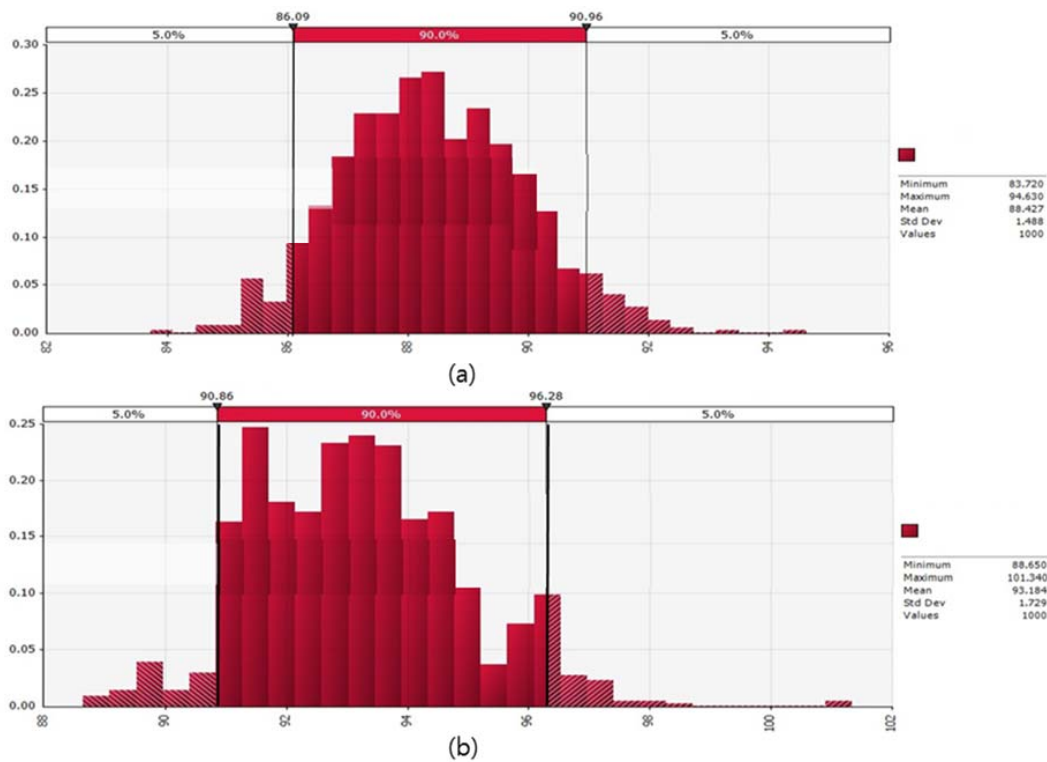 86.09 90.96
5.0% 90.0% 5.0%
0.30
0.25
0.20
0.15
0.10
0.05
0.00
82 84 86 88 90 92 94 96
Minimum 83.720
Maximum 94.630
Mean 88.427
Std Dev 1.488
Values 1000
(a)
90.86 96.28
5.0% 90.0% 5.0%
0.25
0.20
0.15
0.10
0.05
0.00
88 90 92 94 96 98 100 102
Minimum 88.650
Maximum 101.340
Mean 93.184
Std Dev 1.729
Values 1000
(b)